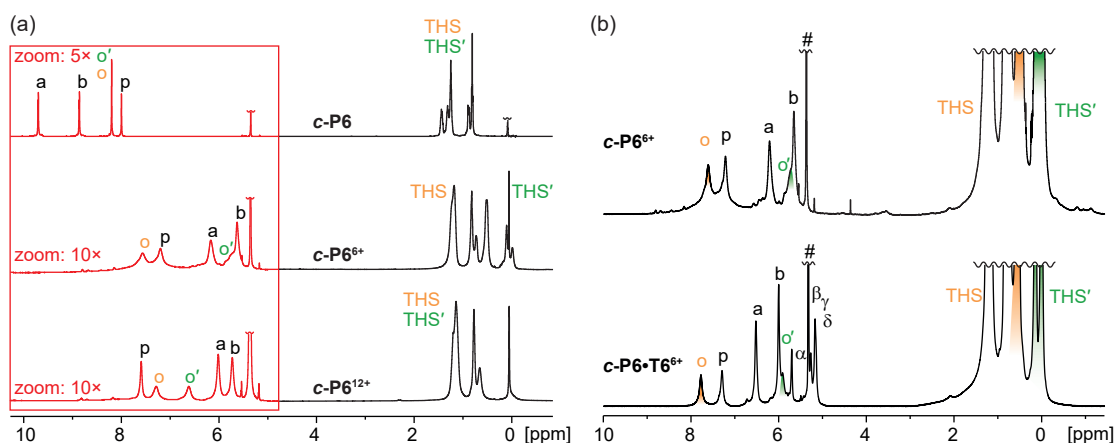 (a)
zoom: 5× o′
o
a b p
THS
THS′
c-P6
zoom: 10×
o p a o′ b
THS THS′
c-P6⁶⁺
zoom: 10×
p o o′ a b
THS
THS′
c-P6¹²⁺
10 8 6 4 2 0 [ppm]
(b)
#
c-P6⁶⁺
o p a o′ b
THS THS′
#
c-P6•T6⁶⁺
o p a b o′ α β γ δ
THS THS′
10 8 6 4 2 0 [ppm]